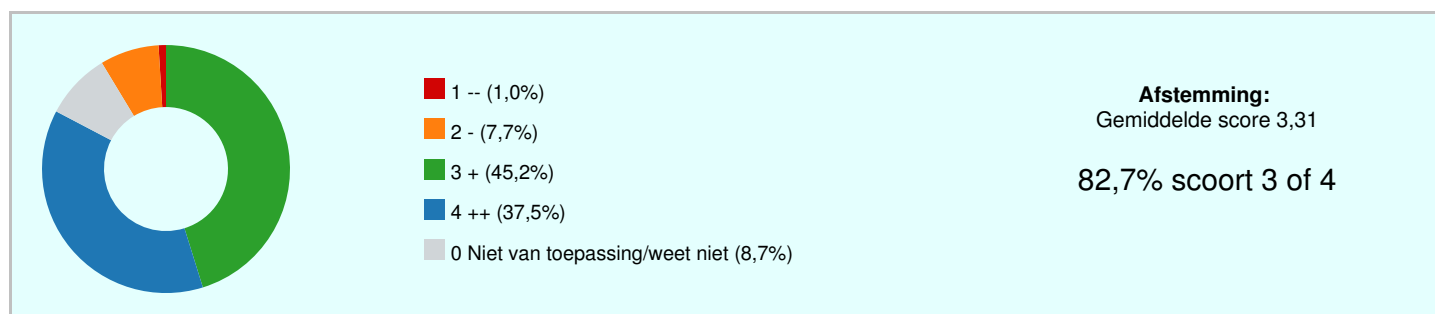 1 -- (1,0%)
2 - (7,7%)
3 + (45,2%)
4 ++ (37,5%)
0 Niet van toepassing/weet niet (8,7%)
Afstemming:
Gemiddelde score 3,31
82,7% scoort 3 of 4